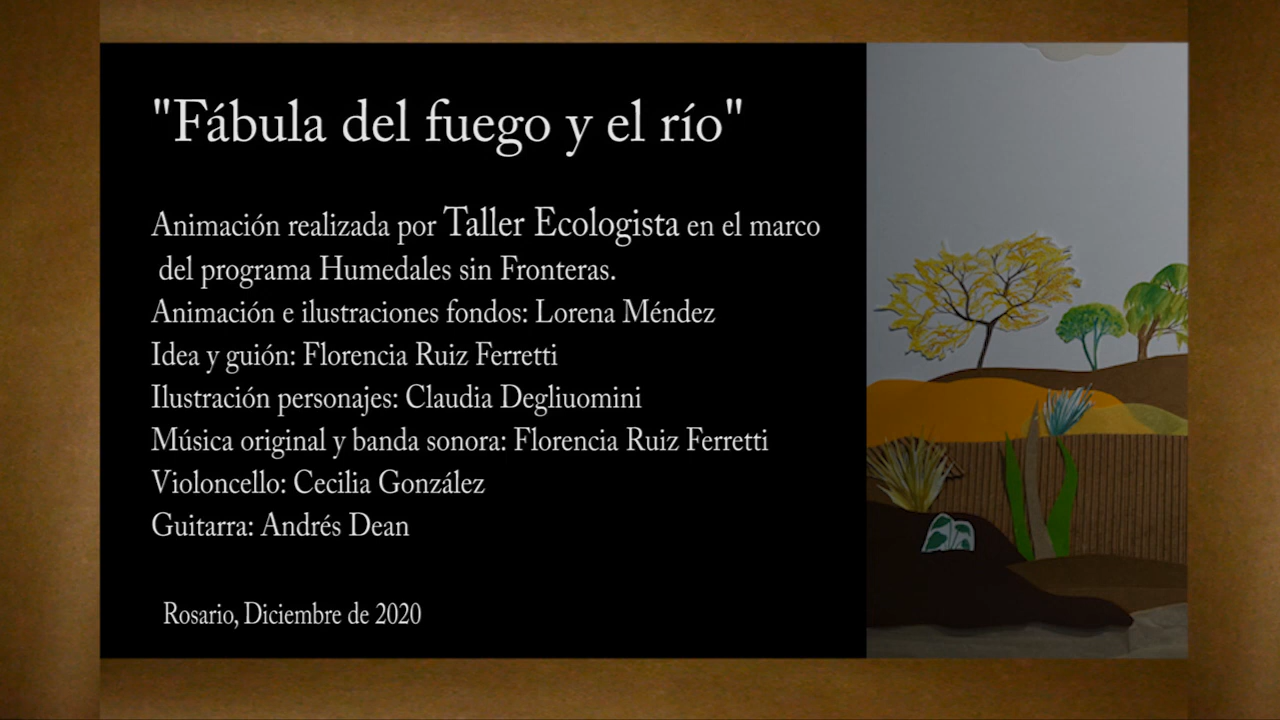 "Fábula del fuego y el río"
Animación realizada por Taller Ecologista en el marco
del programa Humedales sin Fronteras.
Animación e ilustraciones fondos: Lorena Méndez
Idea y guión: Florencia Ruiz Ferretti
Ilustración personajes: Claudia Degliuomini
Música original y banda sonora: Florencia Ruiz Ferretti
Violoncello: Cecilia González
Guitarra: Andrés Dean
Rosario, Diciembre de 2020